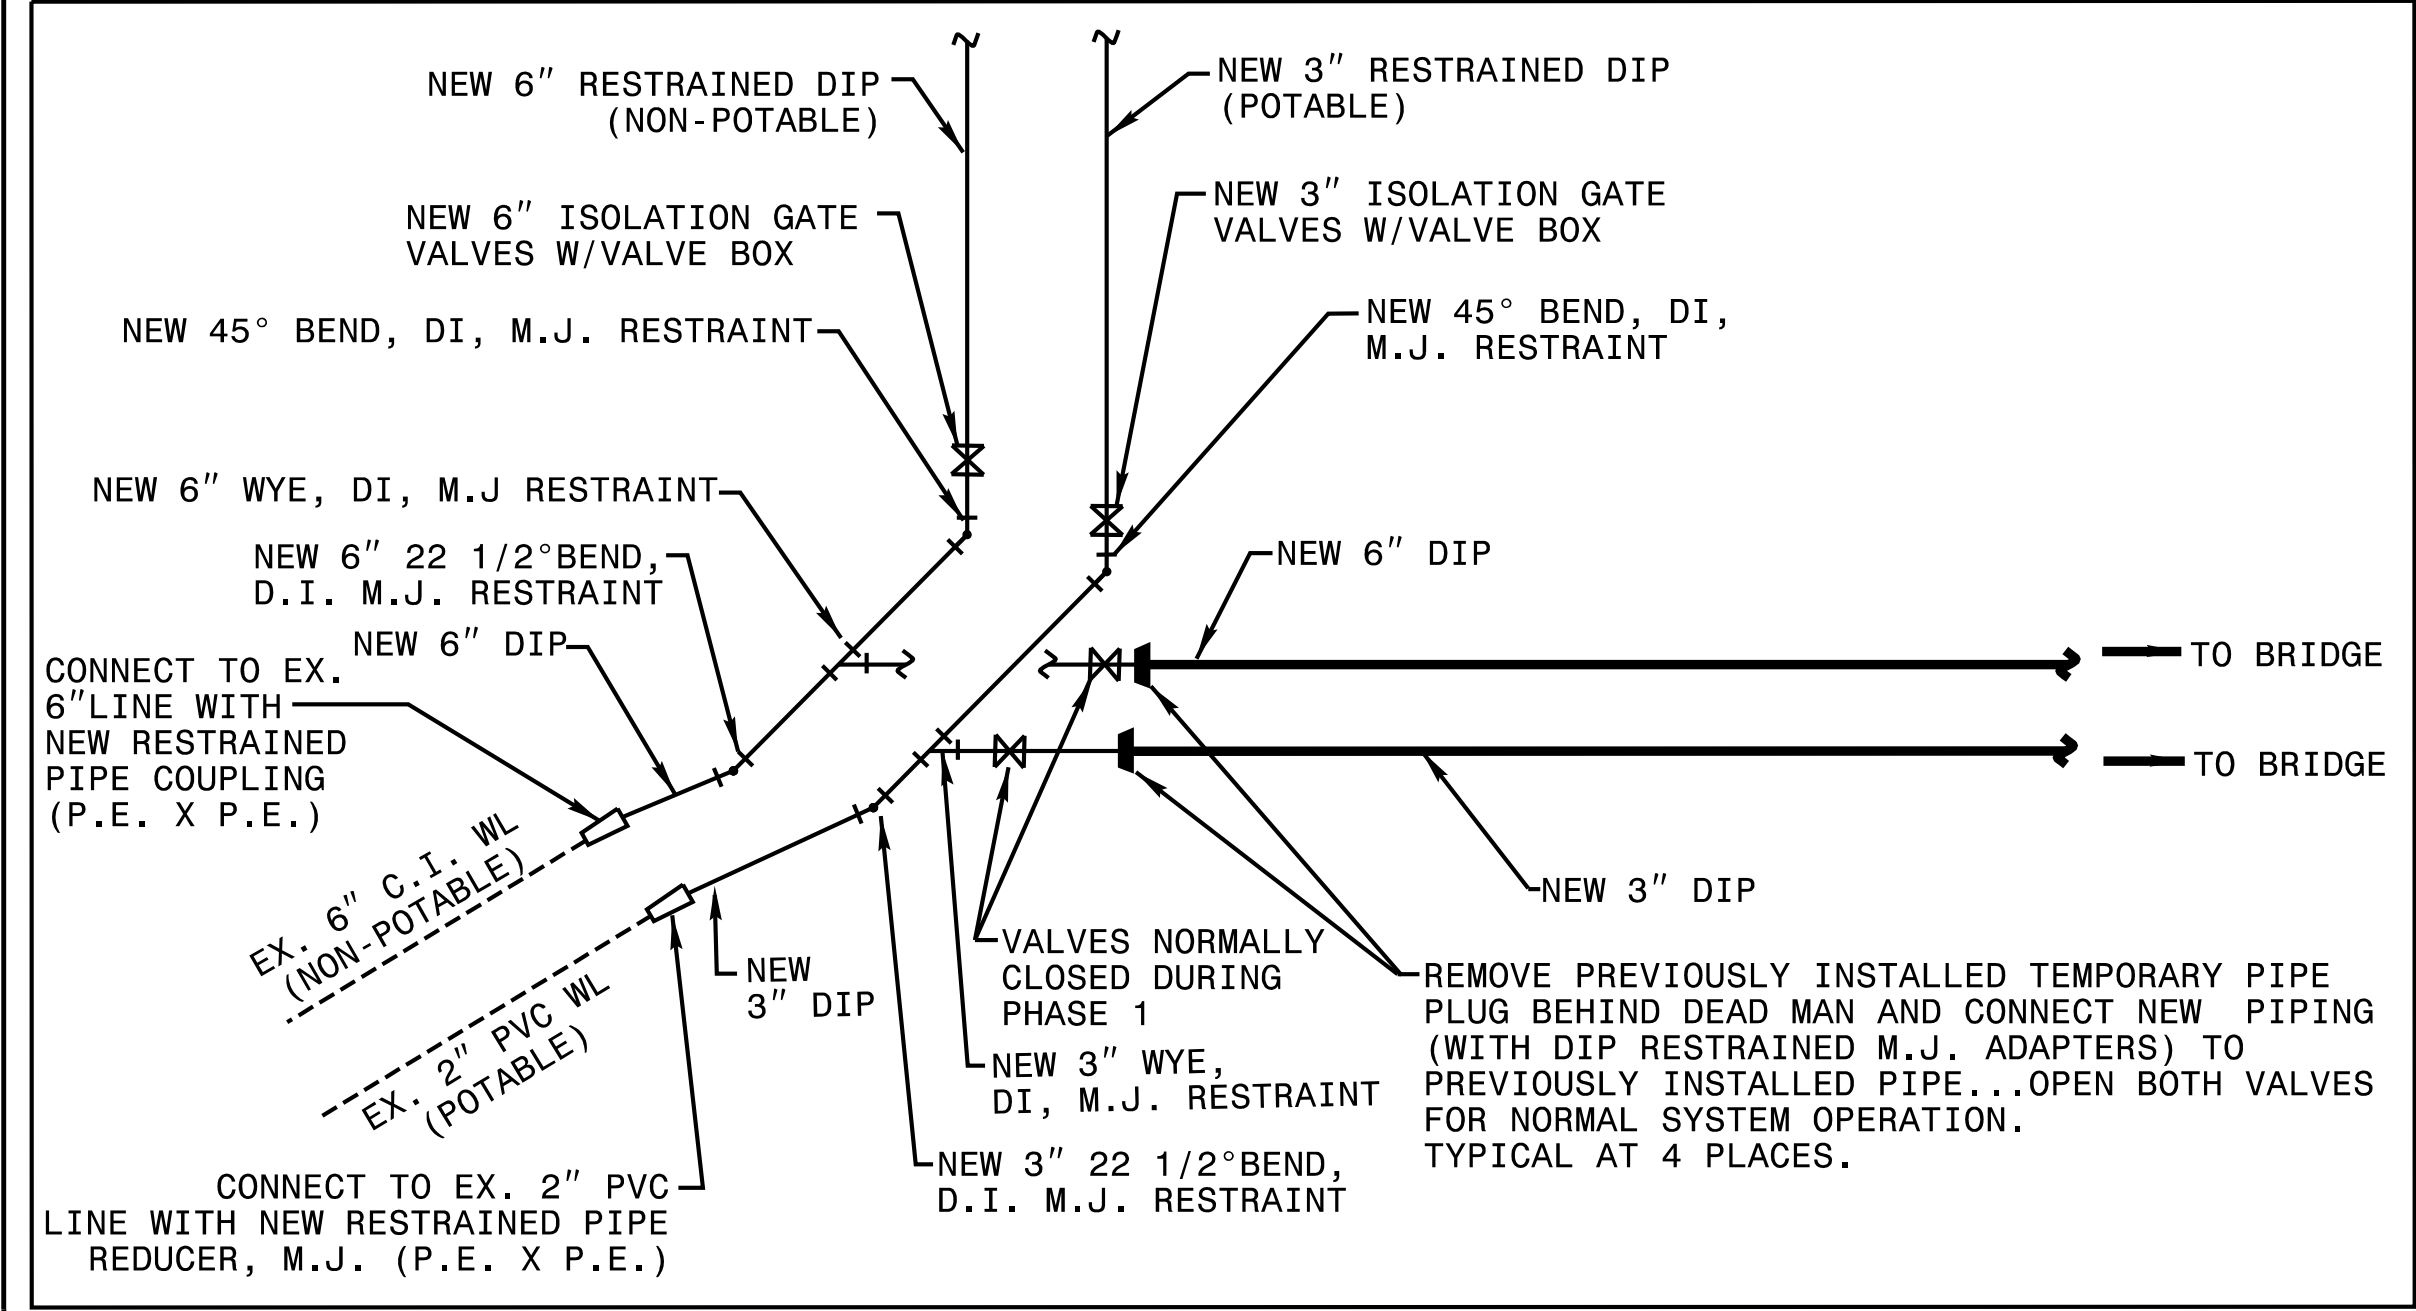 NEW 6" RESTRAINED DIP
(NON-POTABLE)
NEW 3" RESTRAINED DIP
(POTABLE)
NEW 6" ISOLATION GATE
VALVES W/VALVE BOX
NEW 3" ISOLATION GATE
VALVES W/VALVE BOX
NEW 45° BEND, DI, M.J. RESTRAINT
NEW 45° BEND, DI,
M.J. RESTRAINT
NEW 6" WYE, DI, M.J RESTRAINT
NEW 6" 22 1/2°BEND,
D.I. M.J. RESTRAINT
NEW 6" DIP
NEW 6" DIP
CONNECT TO EX.
6"LINE WITH
NEW RESTRAINED
PIPE COUPLING
(P.E. X P.E.)
TO BRIDGE
TO BRIDGE
EX. 6" C.I. WL
(NON-POTABLE)
EX. 2" PVC WL
(POTABLE)
NEW
3" DIP
NEW 3" DIP
VALVES NORMALLY
CLOSED DURING
PHASE 1
NEW 3" WYE,
DI, M.J. RESTRAINT
NEW 3" 22 1/2°BEND,
D.I. M.J. RESTRAINT
REMOVE PREVIOUSLY INSTALLED TEMPORARY PIPE
PLUG BEHIND DEAD MAN AND CONNECT NEW PIPING
(WITH DIP RESTRAINED M.J. ADAPTERS) TO
PREVIOUSLY INSTALLED PIPE...OPEN BOTH VALVES
FOR NORMAL SYSTEM OPERATION.
TYPICAL AT 4 PLACES.
CONNECT TO EX. 2" PVC
LINE WITH NEW RESTRAINED PIPE
REDUCER, M.J. (P.E. X P.E.)